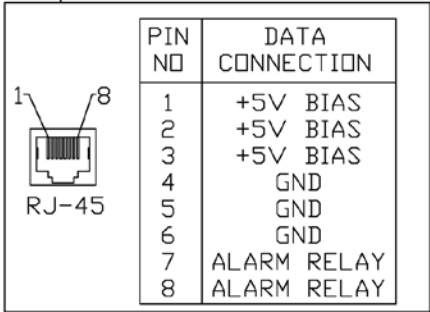 PIN NO DATA CONNECTION
1 +5V BIAS
2 +5V BIAS
3 +5V BIAS
4 GND
5 GND
6 GND
7 ALARM RELAY
8 ALARM RELAY
1 8
RJ-45